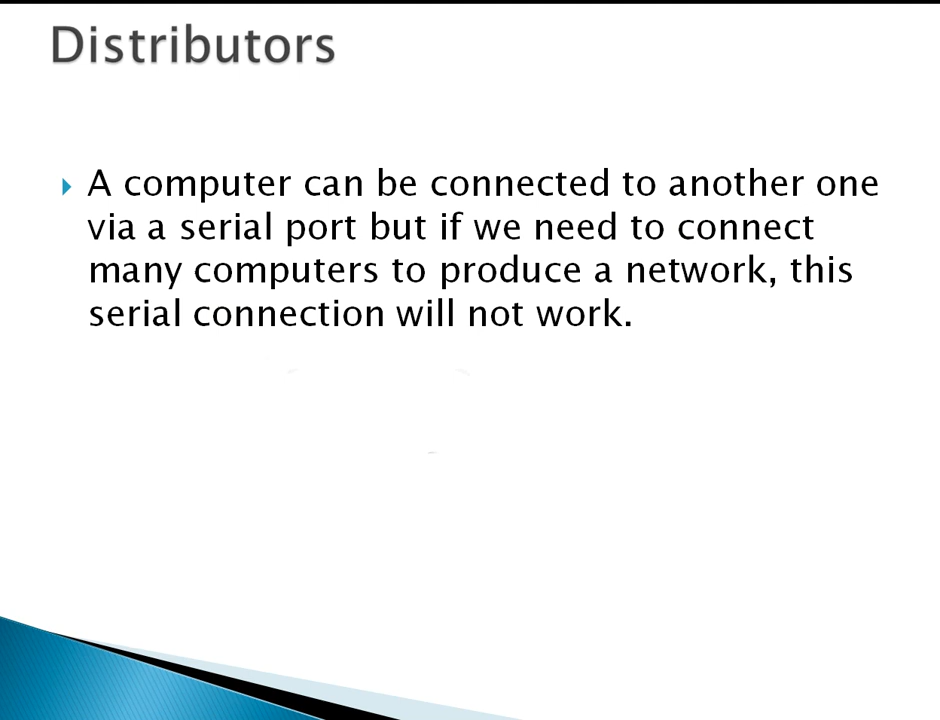 Distributors
A computer can be connected to another one
via a serial port but if we need to connect
many computers to produce a network, this
serial connection will not work.